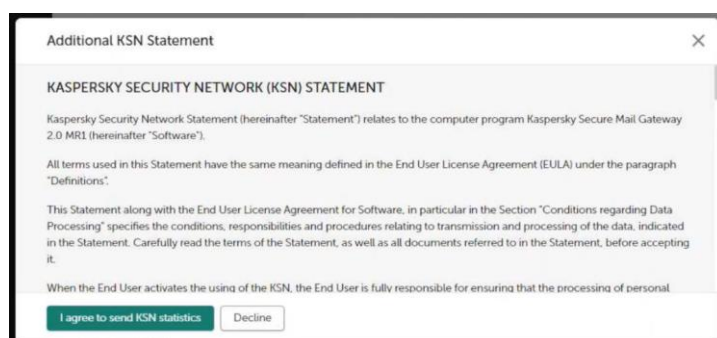 Additional KSN Statement
KASPERSKY SECURITY NETWORK (KSN) STATEMENT
Kaspersky Security Network Statement (hereinafter "Statement") relates to the computer program Kaspersky Secure Mail Gateway
2.0 MR1 (hereinafter "Software").
All terms used in this Statement have the same meaning defined in the End User License Agreement (EULA) under the paragraph
"Definitions".
This Statement along with the End User License Agreement for Software, in particular in the Section "Conditions regarding Data
Processing" specifies the conditions, responsibilities and procedures relating to transmission and processing of the data, indicated
in the Statement. Carefully read the terms of the Statement, as well as all documents referred to in the Statement, before accepting
it.
When the End User activates the using of the KSN, the End User is fully responsible for ensuring that the processing of personal
I agree to send KSN statistics
Decline